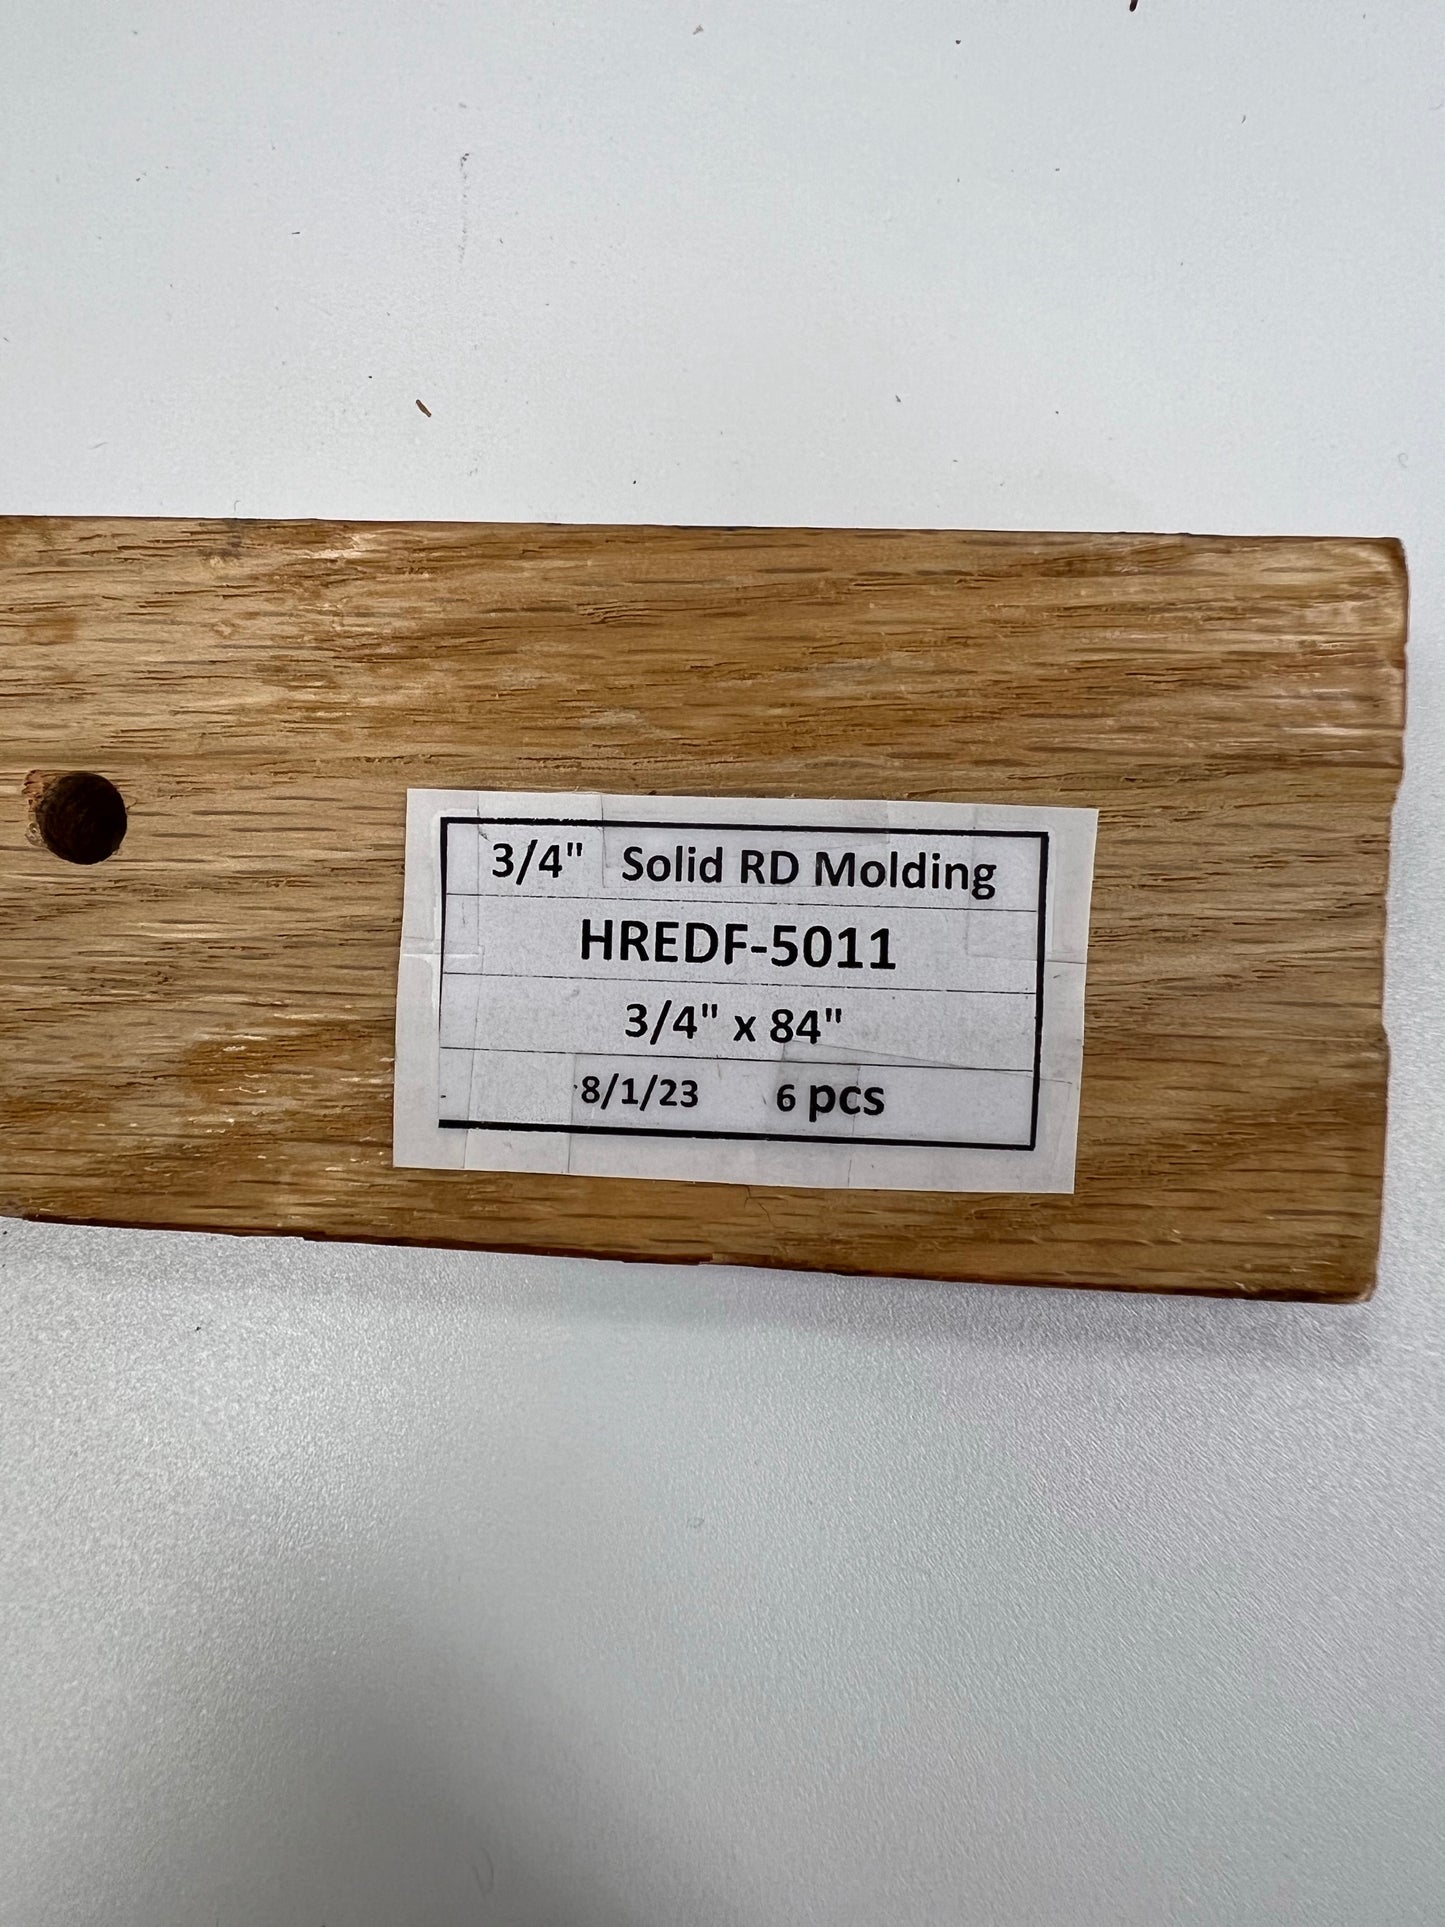 3/4" Solid RD Molding
HREDF-5011
3/4" x 84"
8/1/23 6 pcs